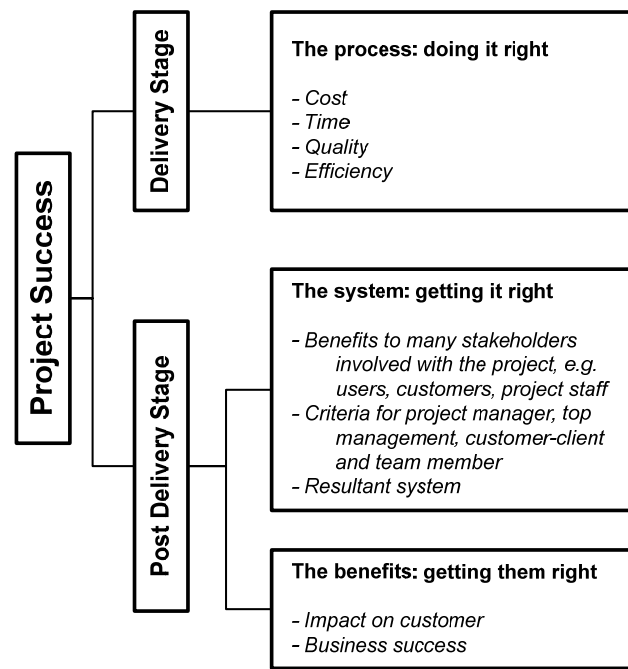 Project Success
Delivery Stage
The process: doing it right
- Cost
- Time
- Quality
- Efficiency
Post Delivery Stage
The system: getting it right
- Benefits to many stakeholders
involved with the project, e.g.
users, customers, project staff
- Criteria for project manager, top
management, customer-client
and team member
- Resultant system
The benefits: getting them right
- Impact on customer
- Business success